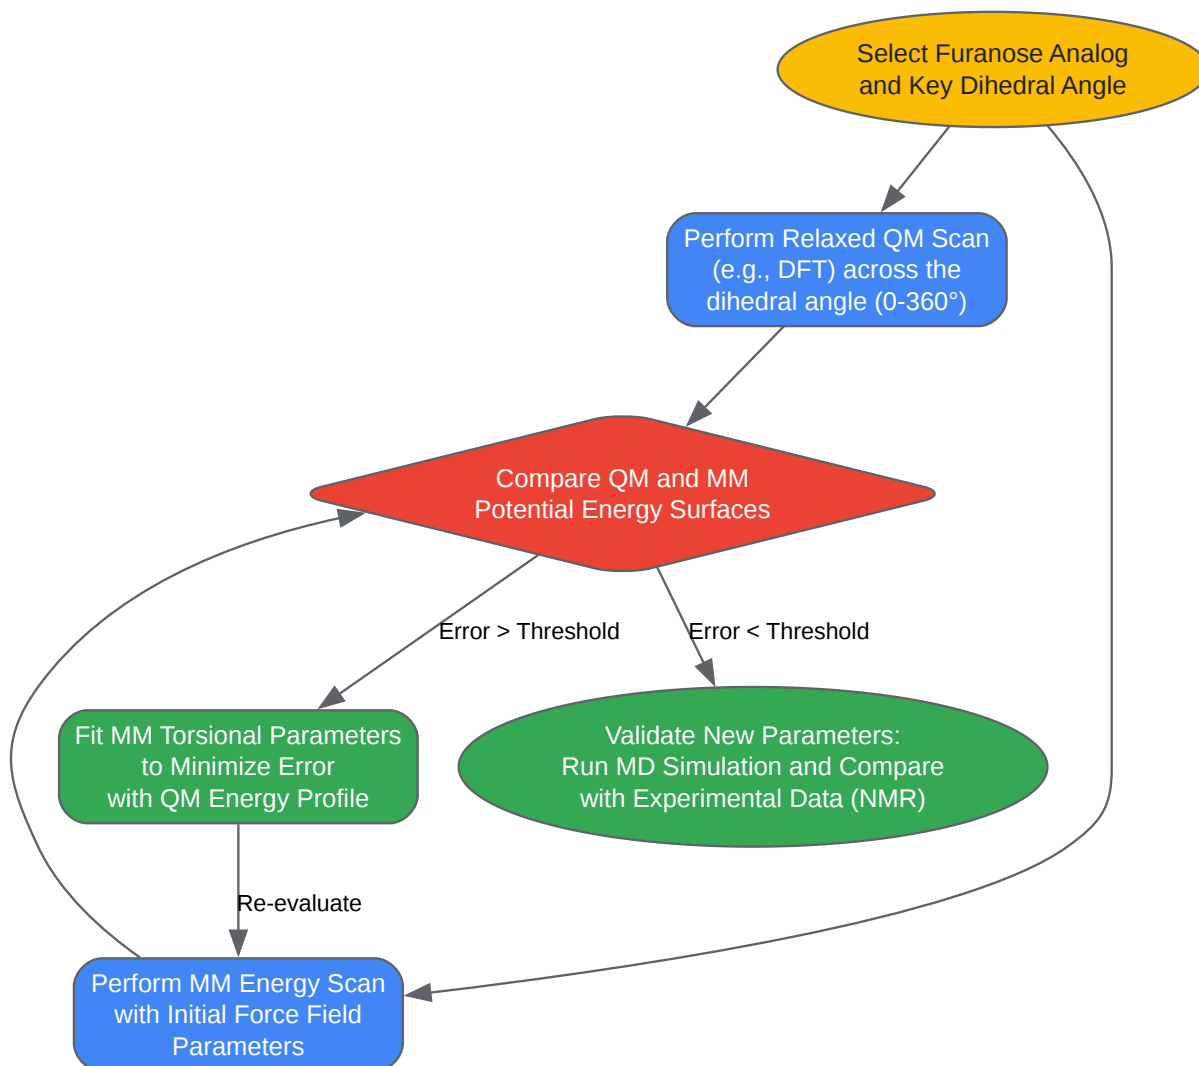 Select Furanose Analog
and Key Dihedral Angle
Perform Relaxed QM Scan
(e.g., DFT) across the
dihedral angle (0-360°)
Compare QM and MM
Potential Energy Surfaces
Error > Threshold
Error < Threshold
Fit MM Torsional Parameters
to Minimize Error
with QM Energy Profile
Validate New Parameters:
Run MD Simulation and Compare
with Experimental Data (NMR)
Re-evaluate
Perform MM Energy Scan
with Initial Force Field
Parameters